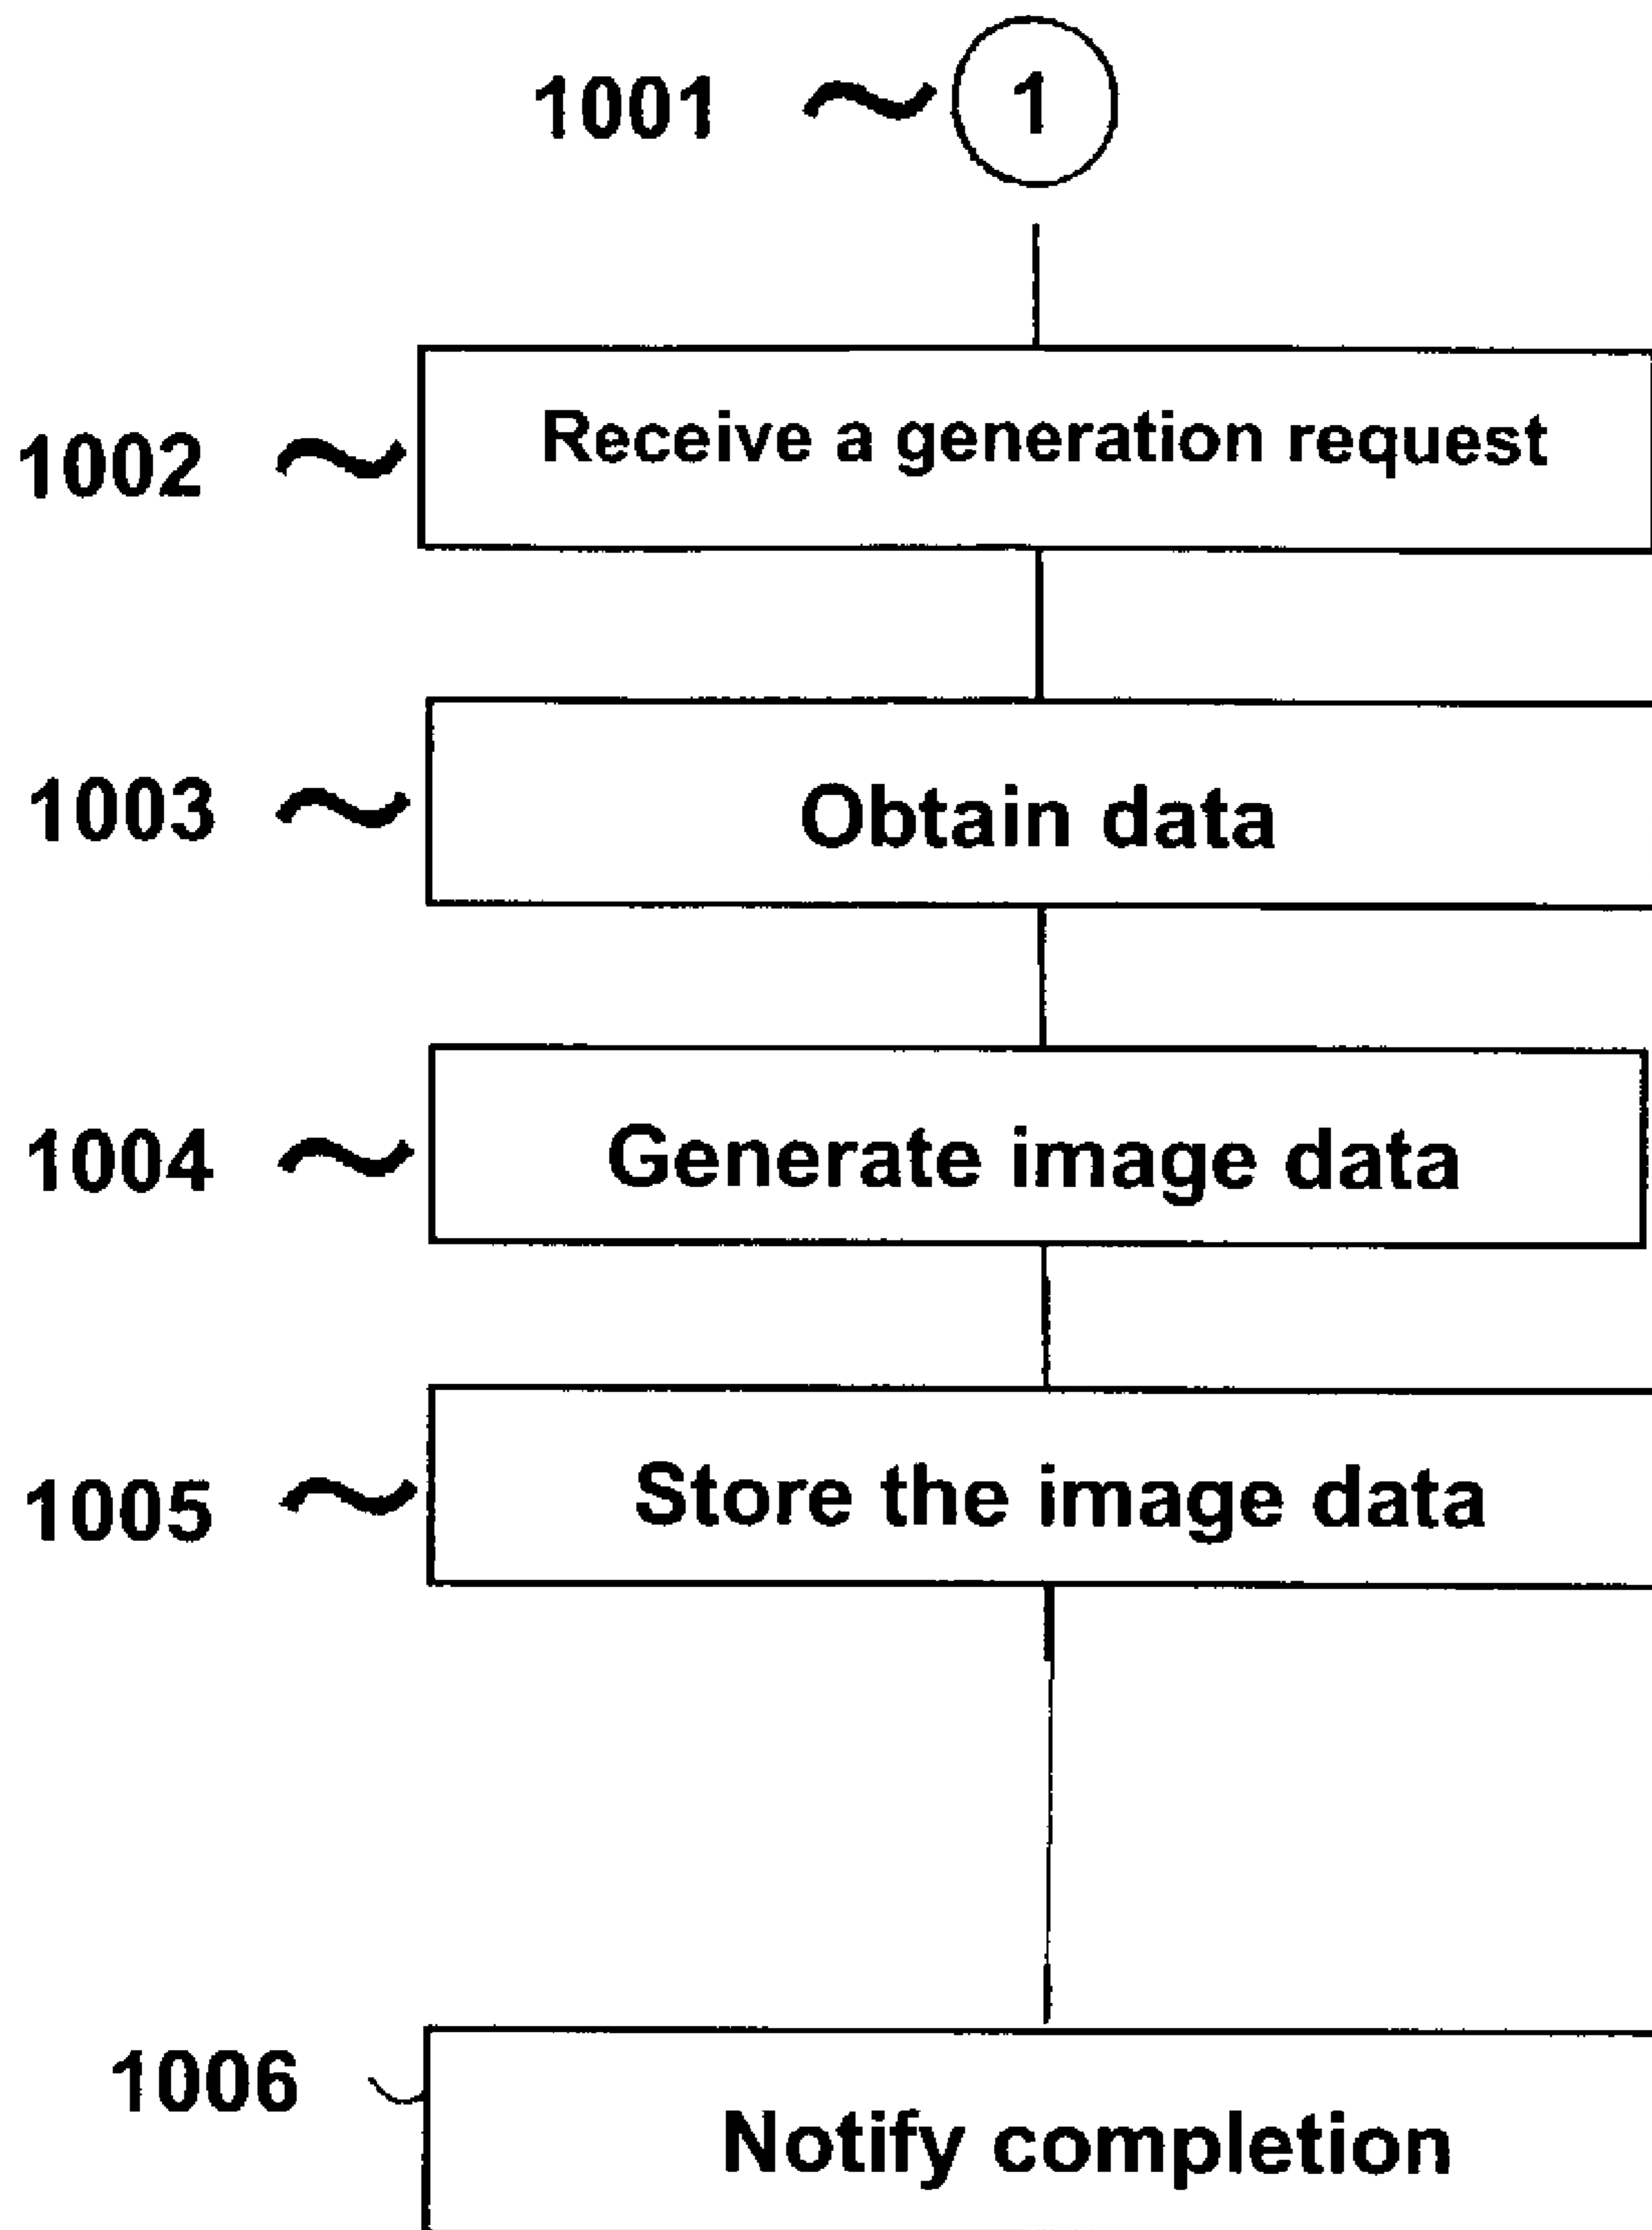 1001 1
1002 Receive a generation request
1003 Obtain data
1004 Generate image data
1005 Store the image data
1006 Notify completion